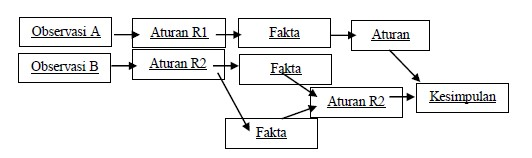 Observasi A
Aturan R1
Fakta
Aturan
Observasi B
Aturan R2
Fakta
Aturan R2
Kesimpulan
Fakta